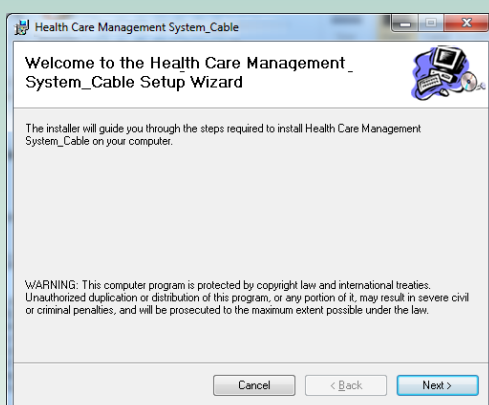 Health Care Management System_Cable
Welcome to the Health Care Management_
System_Cable Setup Wizard
The installer will guide you through the steps required to install Health Care Management
System_Cable on your computer.
WARNING: This computer program is protected by copyright law and international treaties.
Unauthorized duplication or distribution of this program, or any portion of it, may result in severe civil
or criminal penalties, and will be prosecuted to the maximum extent possible under the law.
Cancel
< Back
Next >